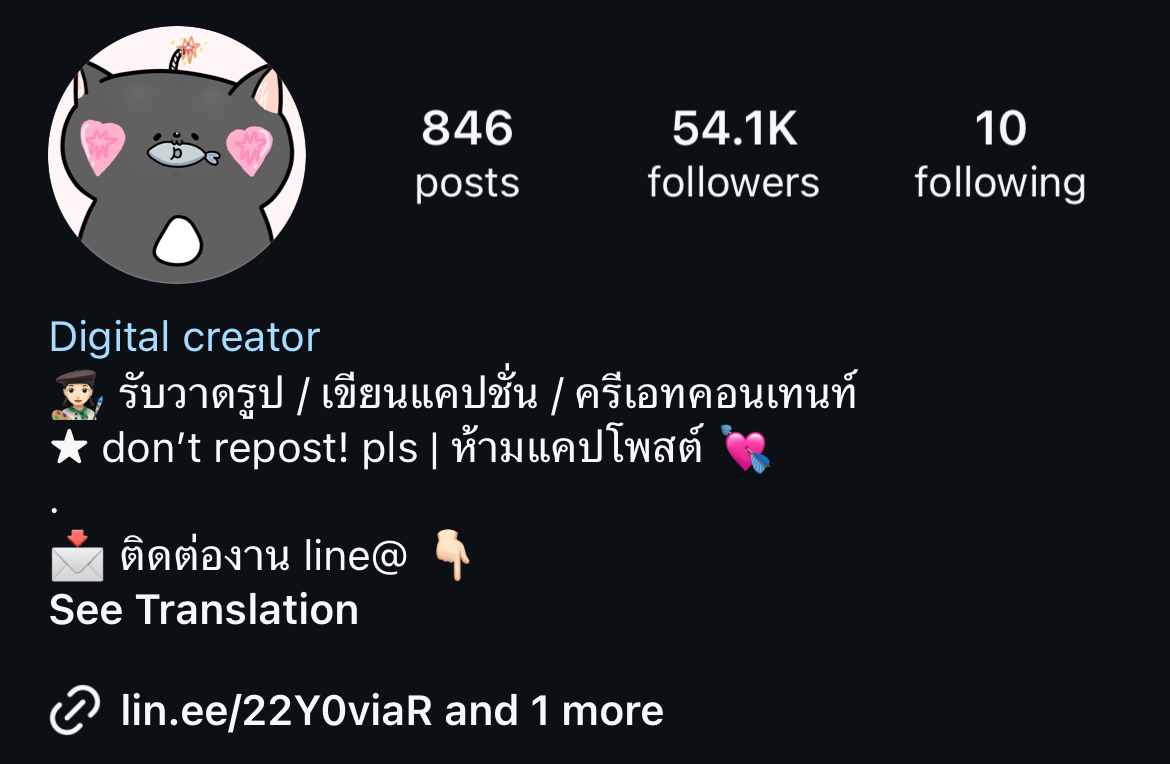 846 54.1K 10
posts followers following
Digital creator
👩🏻‍🎨 รับวาดรูป / เขียนแคปชั่น / ครีเอทคอนเทนท์
★ don’t repost! pls | ห้ามแคปโพสต์ 💘
.
📩 ติดต่องาน line@ 👇🏻
See Translation
lin.ee/22Y0viaR and 1 more